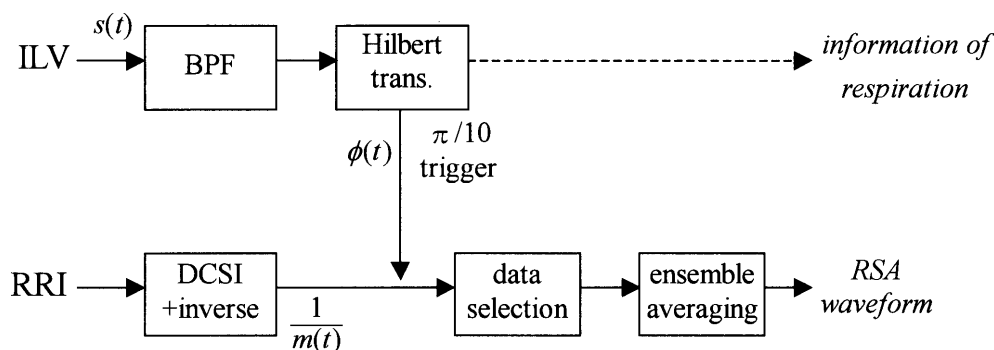 ILV
s(t)
BPF
Hilbert
trans.
information of
respiration
ϕ(t)
π/10
trigger
RRI
DCSI
+inverse
1
m(t)
data
selection
ensemble
averaging
RSA
waveform